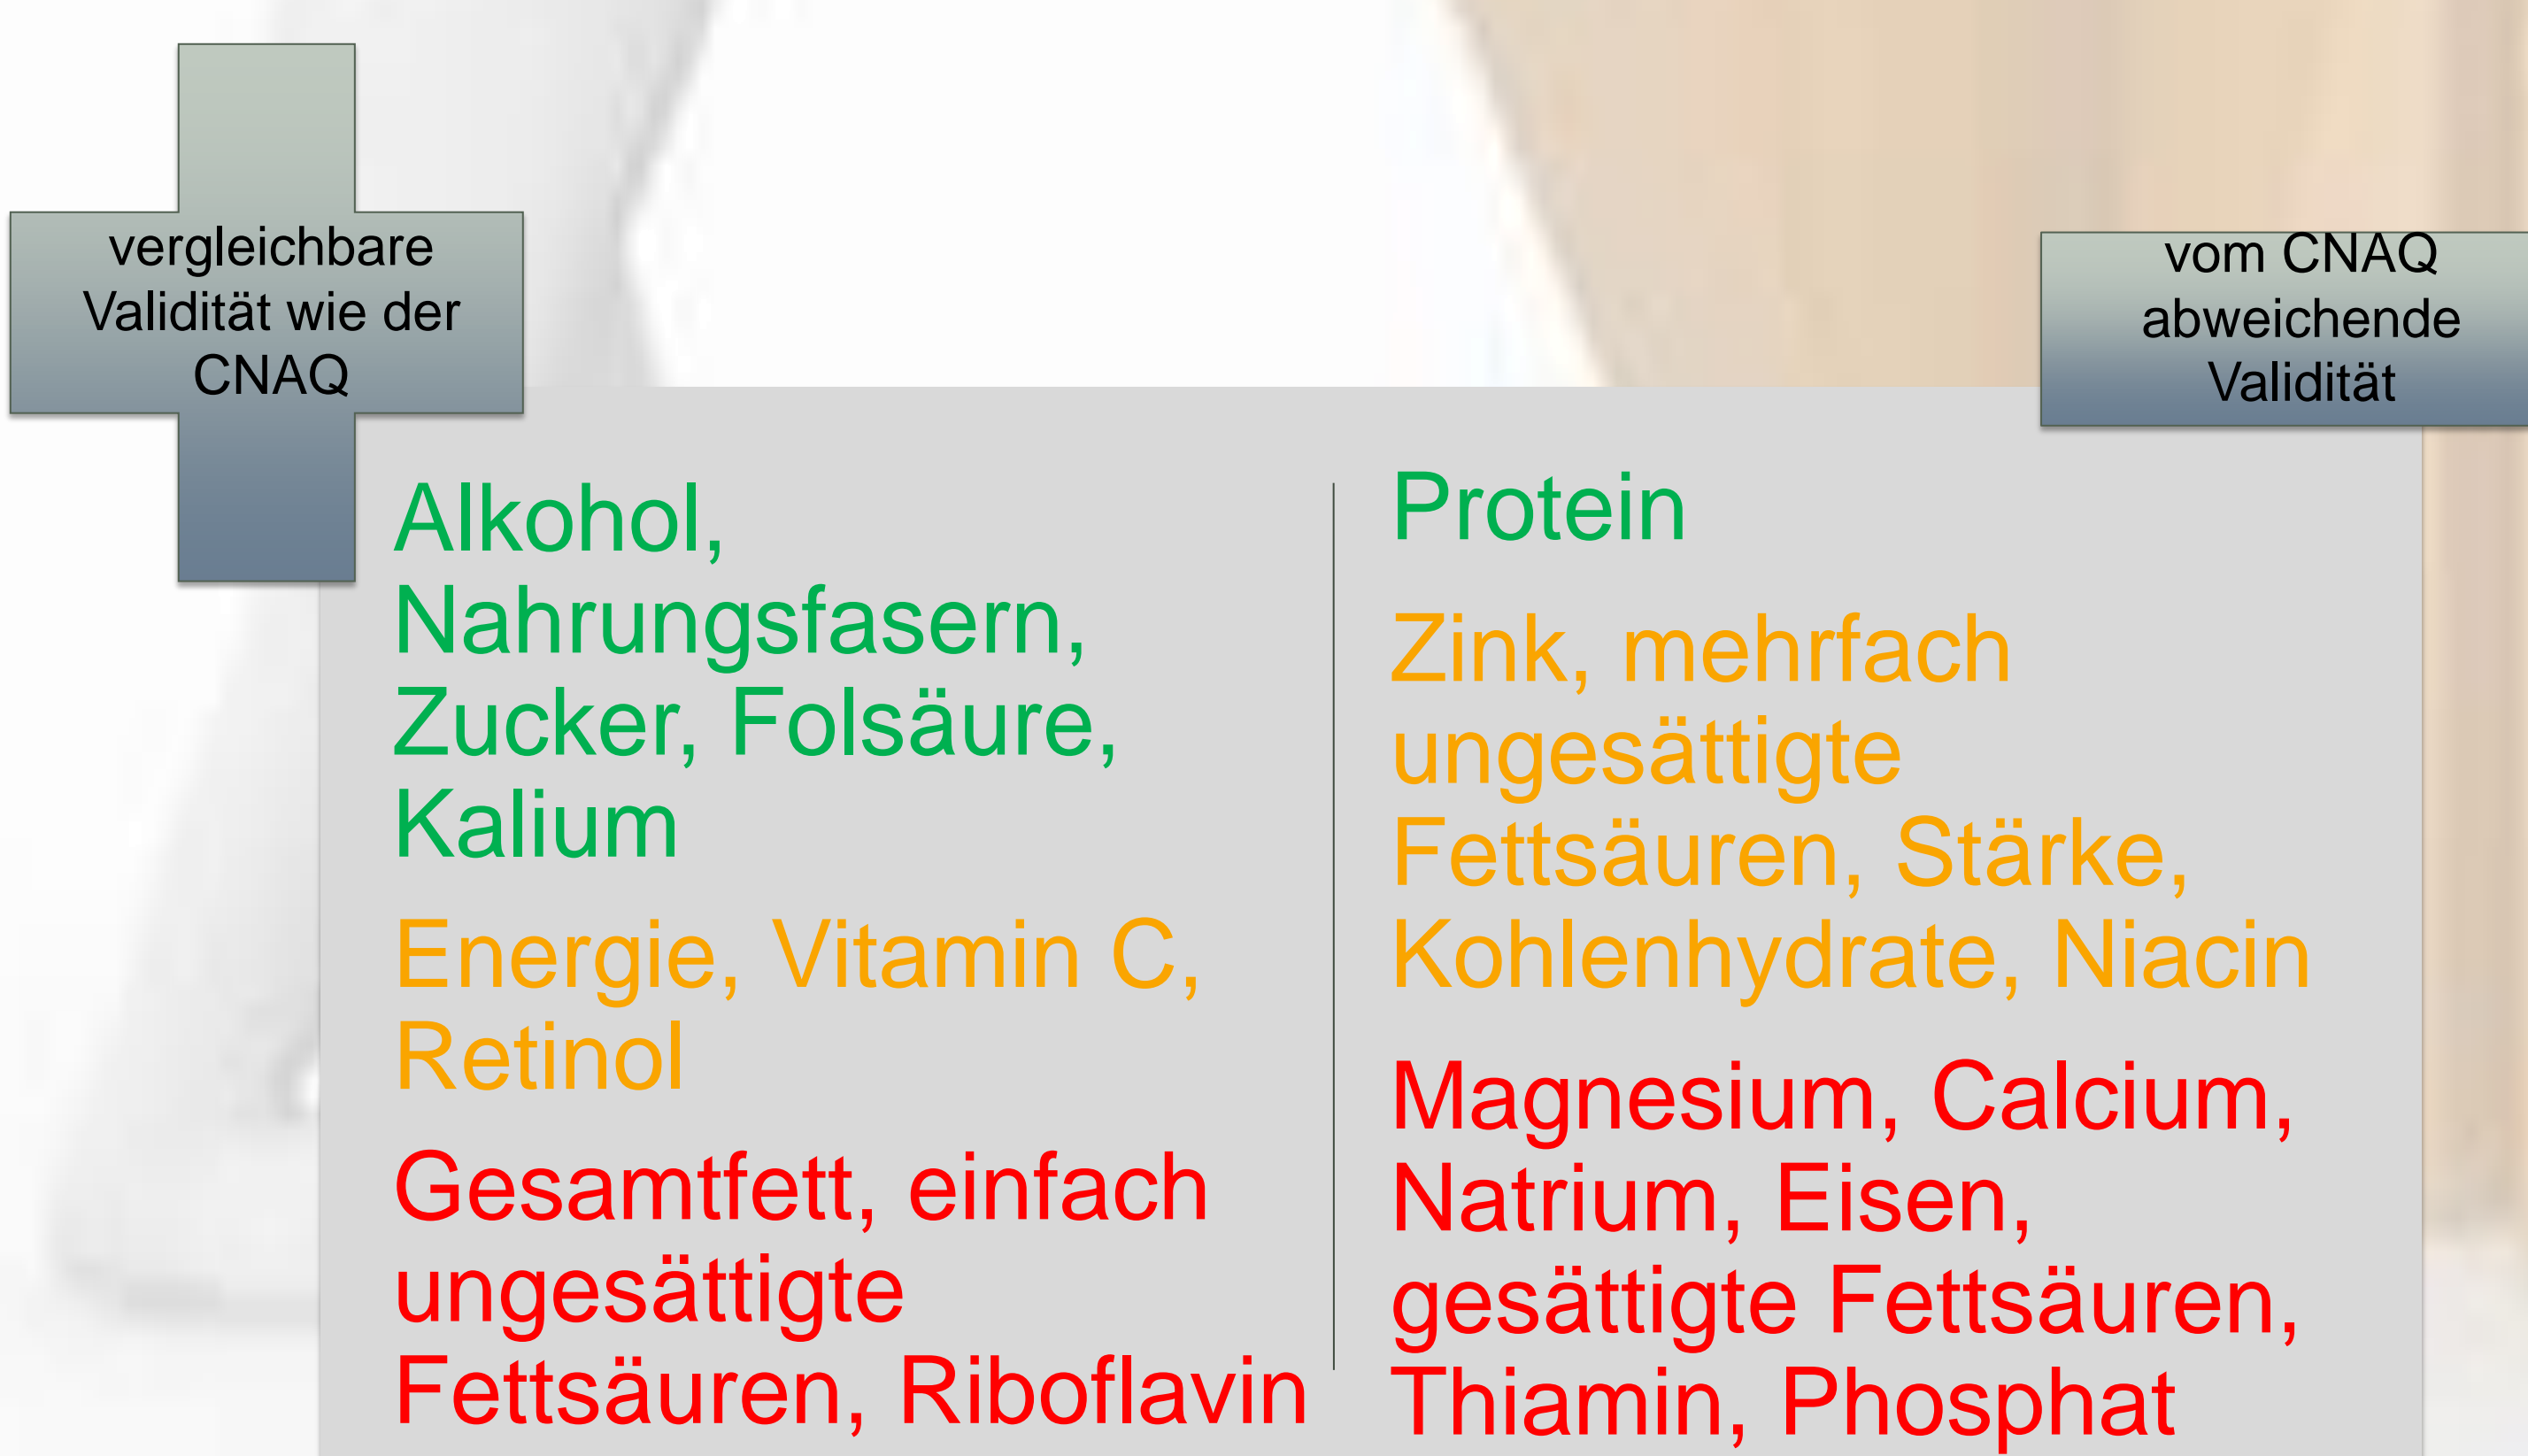 vergleichbare
Validität wie der
CNAQ
vom CNAQ
abweichende
Validität
Alkohol,
Nahrungsfasern,
Zucker, Folsäure,
Kalium
Energie, Vitamin C,
Retinol
Gesamtfett, einfach
ungesättigte
Fettsäuren, Riboflavin
Protein
Zink, mehrfach
ungesättigte
Fettsäuren, Stärke,
Kohlenhydrate, Niacin
Magnesium, Calcium,
Natrium, Eisen,
gesättigte Fettsäuren,
Thiamin, Phosphat